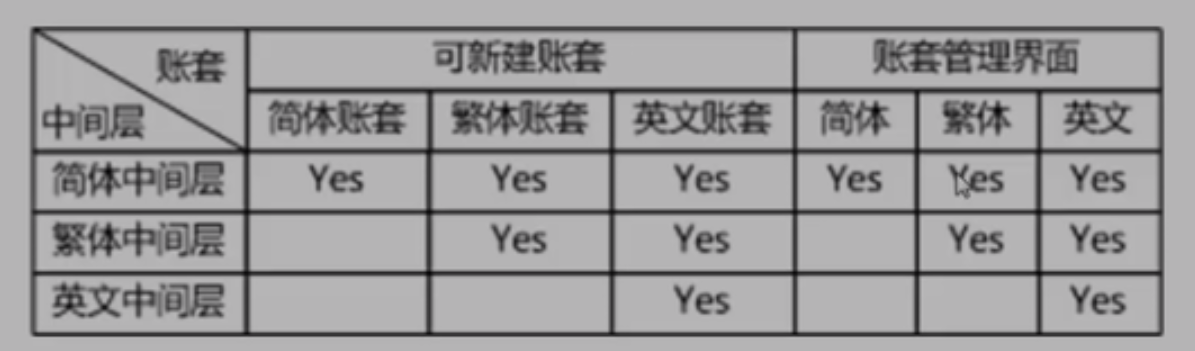 账套 可新建账套 账套管理界面
中间层 简体账套 繁体账套 英文账套 简体 繁体 英文
简体中间层 Yes Yes Yes Yes Yes Yes
繁体中间层 Yes Yes Yes Yes
英文中间层 Yes Yes